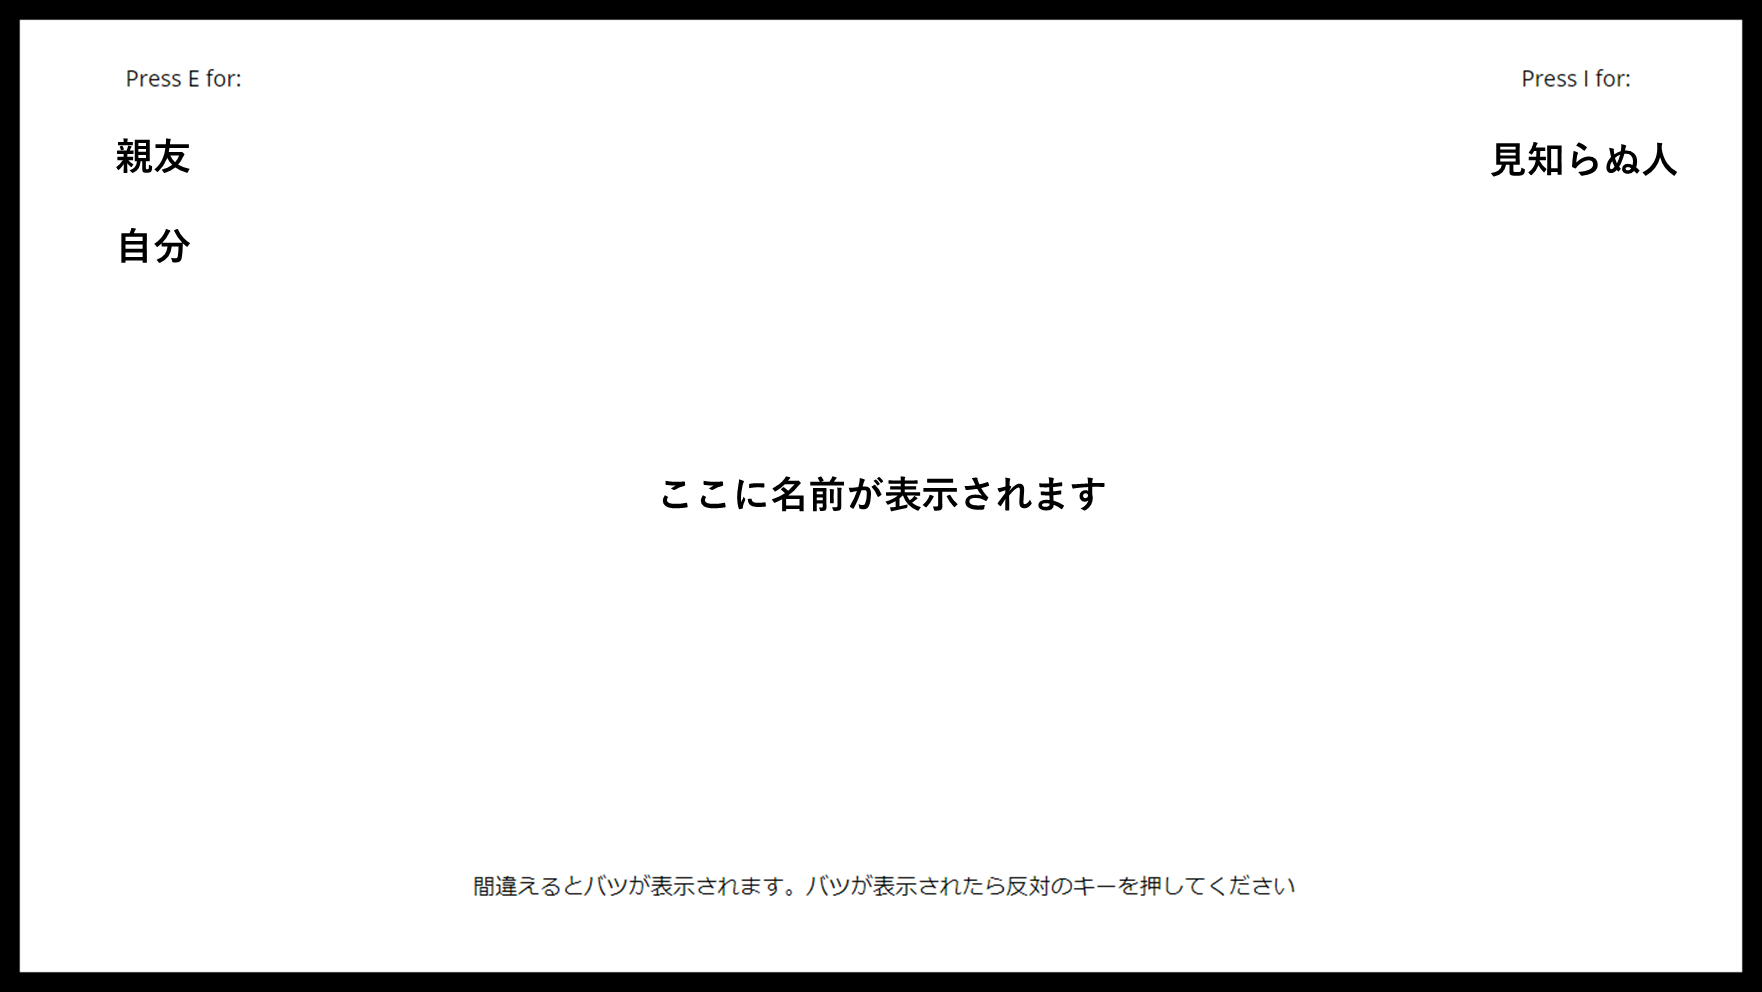 Press E for:
Press I for:
親友
見知らぬ人
自分
ここに名前が表示されます
間違えるとバツが表示されます。バツが表示されたら反対のキーを押してください